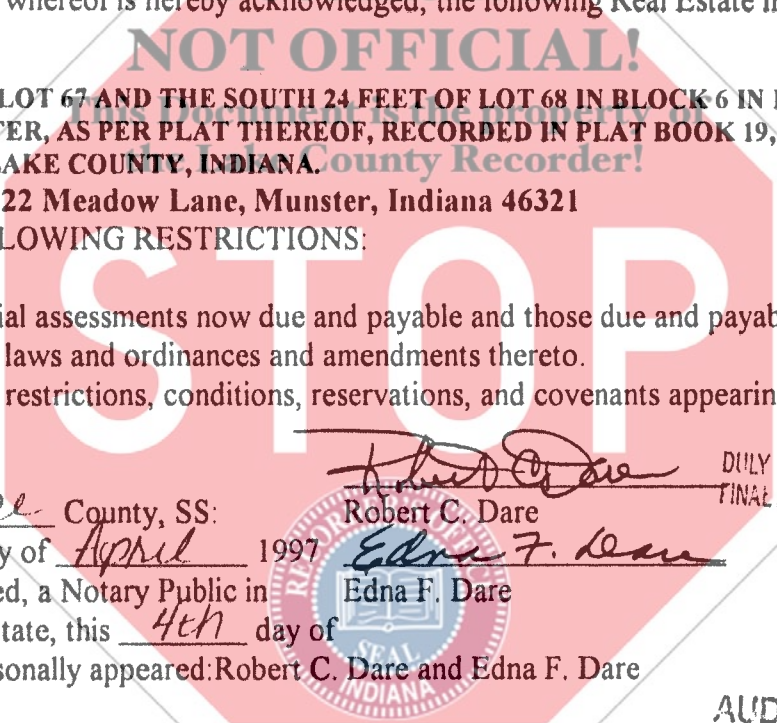 whereof is hereby acknowledged, the following Real Estate in
NOT OFFICIAL!
LOT 67 AND THE SOUTH 24 FEET OF LOT 68 IN BLOCK 6 IN
This Document is the property of
TER, AS PER PLAT THEREOF, RECORDED IN PLAT BOOK 19,
the Lake County Recorder!
LAKE COUNTY, INDIANA.
22 Meadow Lane, Munster, Indiana 46321
LOWING RESTRICTIONS:
STOP
ial assessments now due and payable and those due and payab
laws and ordinances and amendments thereto.
restrictions, conditions, reservations, and covenants appearin
Robert C. Dare
DULY
FINAL
County, SS: Robert C. Dare
y of April 1997 Edna F. Dare
ed, a Notary Public in Edna F. Dare
tate, this 4th day of
sonally appeared:Robert C. Dare and Edna F. Dare
SEAL
INDIANA
AUD